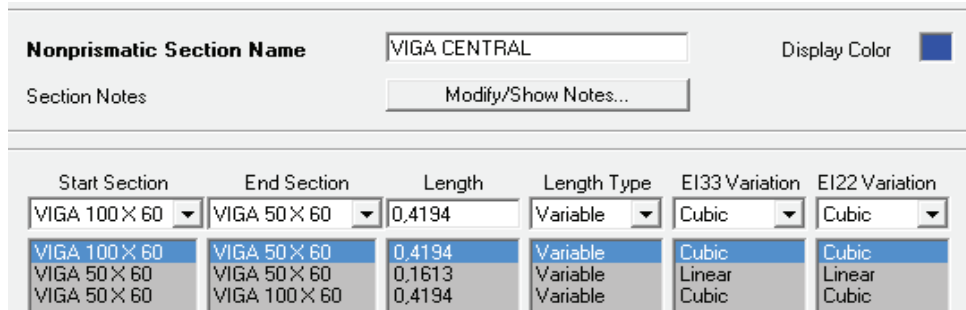 Nonprismatic Section Name VIGA CENTRAL Display Color
Section Notes Modify/Show Notes...
Start Section End Section Length Length Type EI33 Variation EI22 Variation
VIGA 100 X 60 VIGA 50 X 60 0,4194 Variable Cubic Cubic
VIGA 100 X 60 VIGA 50 X 60 0,4194 Variable Cubic Cubic
VIGA 50 X 60 VIGA 50 X 60 0,1613 Variable Linear Linear
VIGA 50 X 60 VIGA 100 X 60 0,4194 Variable Cubic Cubic